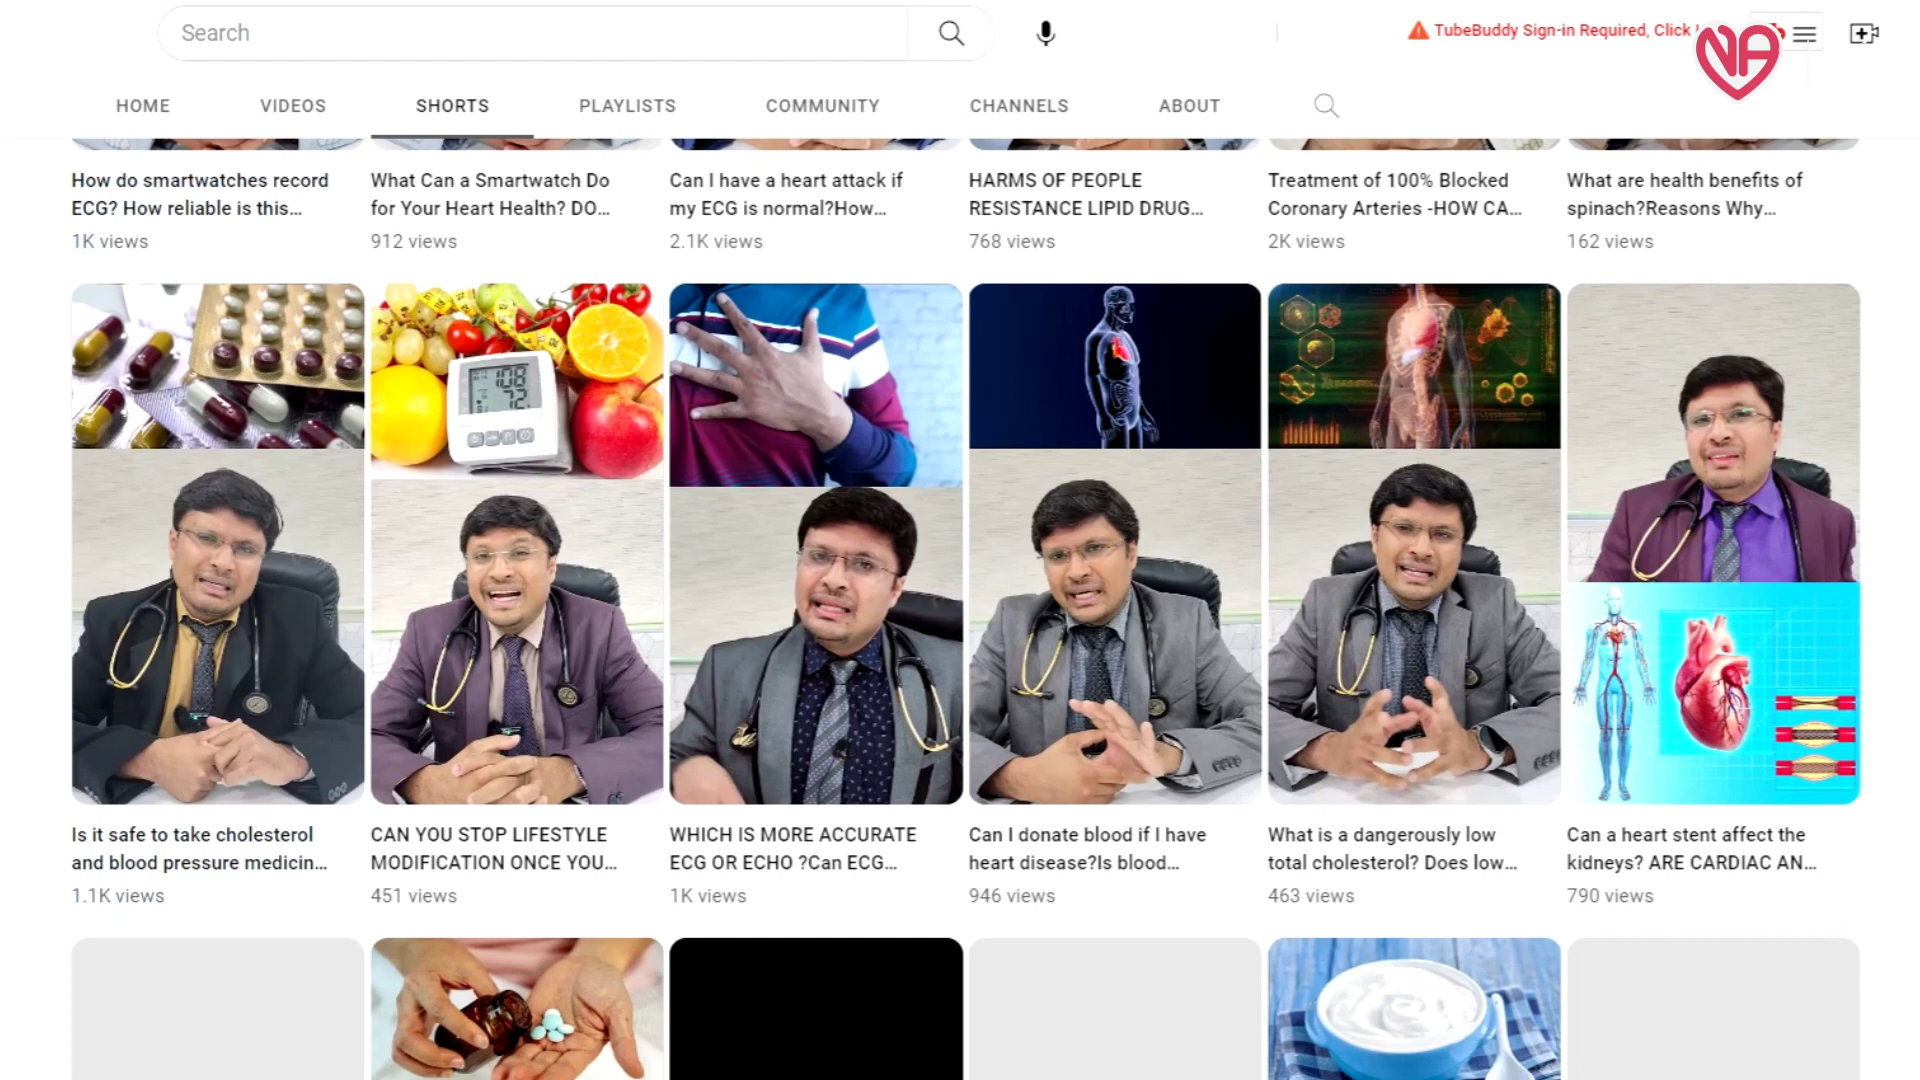 Search
TubeBuddy Sign-in Required, Click
NA
HOME VIDEOS SHORTS PLAYLISTS COMMUNITY CHANNELS ABOUT
How do smartwatches record
ECG? How reliable is this...
1K views
What Can a Smartwatch Do
for Your Heart Health? DO...
912 views
Can I have a heart attack if
my ECG is normal?How...
2.1K views
HARMS OF PEOPLE
RESISTANCE LIPID DRUG...
768 views
Treatment of 100% Blocked
Coronary Arteries -HOW CA...
2K views
What are health benefits of
spinach?Reasons Why...
162 views
108
72
Is it safe to take cholesterol
and blood pressure medicin...
1.1K views
CAN YOU STOP LIFESTYLE
MODIFICATION ONCE YOU...
451 views
WHICH IS MORE ACCURATE
ECG OR ECHO ?Can ECG...
1K views
Can I donate blood if I have
heart disease?Is blood...
946 views
What is a dangerously low
total cholesterol? Does low...
463 views
Can a heart stent affect the
kidneys? ARE CARDIAC AN...
790 views